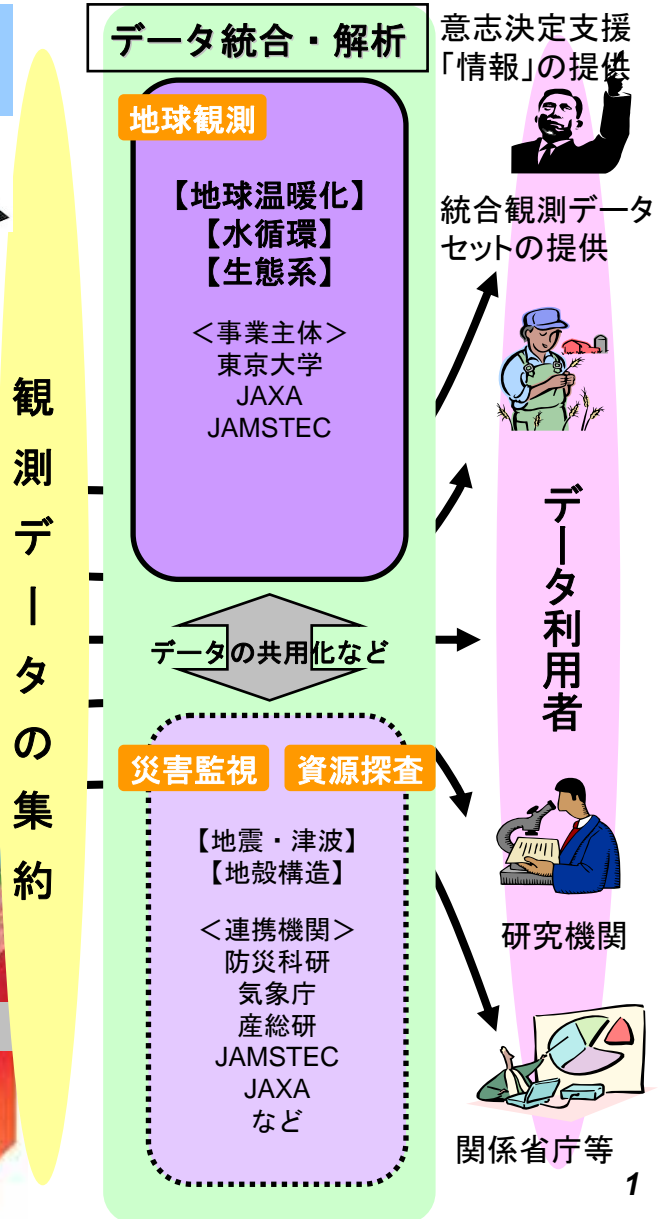 観測データの集約
データ統合・解析
地球観測
【地球温暖化】
【水循環】
【生態系】
＜事業主体＞
東京大学
JAXA
JAMSTEC
データの共用化など
災害監視
資源探査
【地震・津波】
【地殻構造】
＜連携機関＞
防災科研
気象庁
産総研
JAMSTEC
JAXA
など
意志決定支援
「情報」の提供
統合観測データ
セットの提供
データ利用者
研究機関
関係省庁等
1